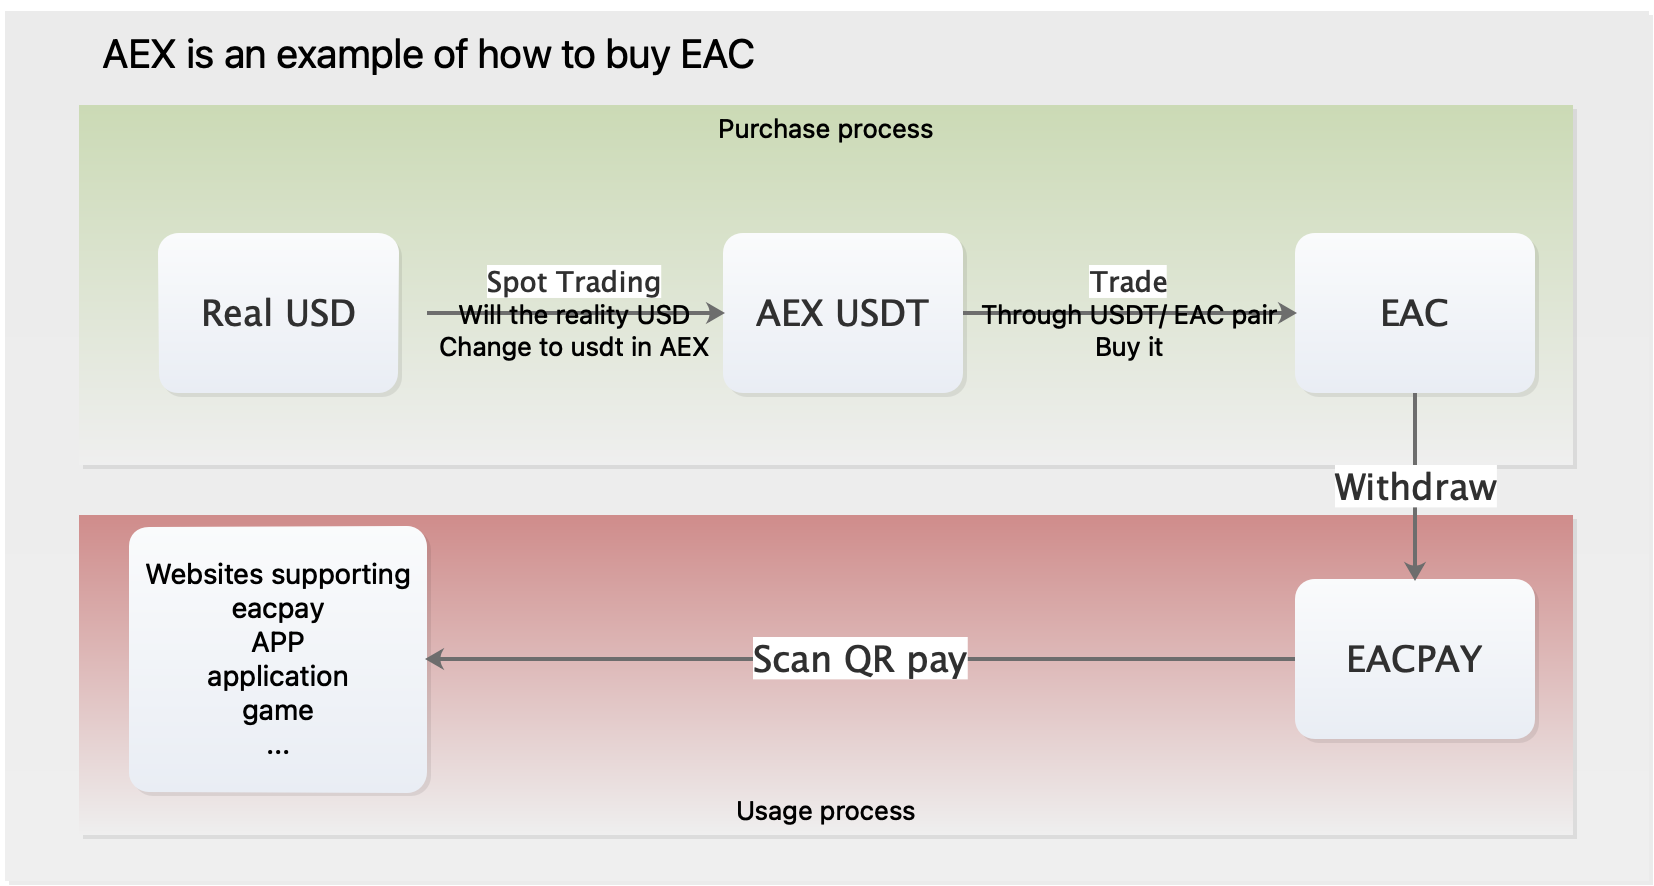 AEX is an example of how to buy EAC
Purchase process
Real USD
Spot Trading
Will the reality USD
Change to usdt in AEX
AEX USDT
Trade
Through USDT/ EAC pair
Buy it
EAC
Withdraw
Websites supporting
eacpay
APP
application
game
...
Scan QR pay
EACPAY
Usage process